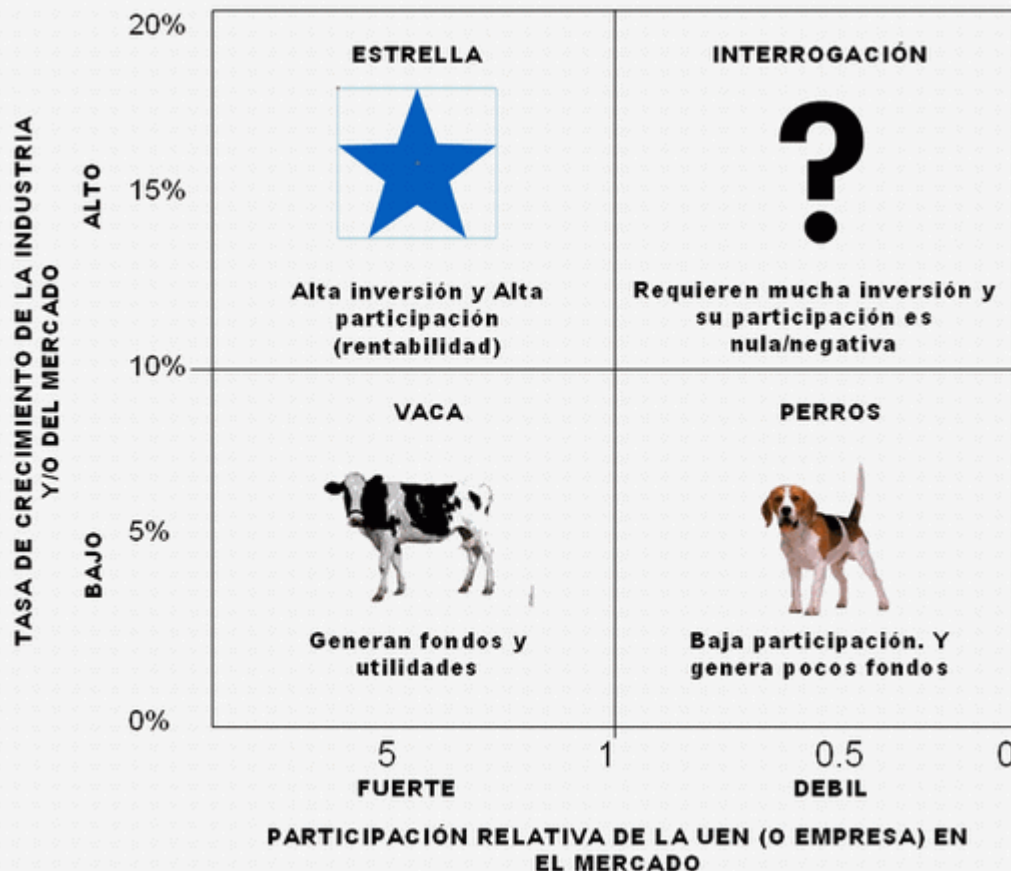 20%
ESTRELLA
INTERROGACIÓN
?
15%
ALTO
TASA DE CRECIMIENTO DE LA INDUSTRIA
Y/O DEL MERCADO
Alta inversión y Alta
participación
(rentabilidad)
Requieren mucha inversión y
su participación es
nula/negativa
10%
VACA
PERROS
5%
BAJO
Generan fondos y
utilidades
Baja participación. Y
genera pocos fondos
0%
5
1
0.5
0
FUERTE
DEBIL
PARTICIPACIÓN RELATIVA DE LA UEN (O EMPRESA) EN
EL MERCADO